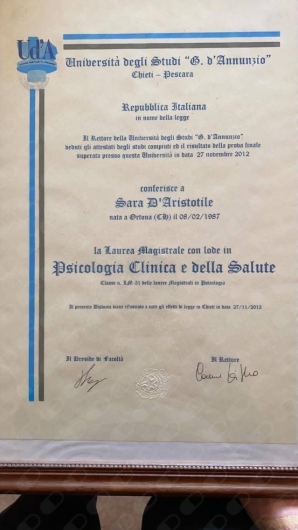 Ud'A
Università degli Studi "G. d'Annunzio"
Chieti - Pescara
Repubblica Italiana
in nome della legge
Il Rettore della Università degli Studi "G. d'Annunzio"
veduti gli attestati degli studi compiuti ed il risultato della prova finale
superata presso questa Università in data 27 novembre 2012
conferisce a
Sara D'Aristotile
nata a Ortona (CH) il 08/02/1987
la Laurea Magistrale con lode in
Psicologia Clinica e della Salute
Classe n. LM-51 delle lauree Magistrali in Psicologia
Il presente Diploma viene rilasciato a tutti gli effetti di legge in Chieti in data 27/11/2012
Il Preside di Facoltà
Il Rettore